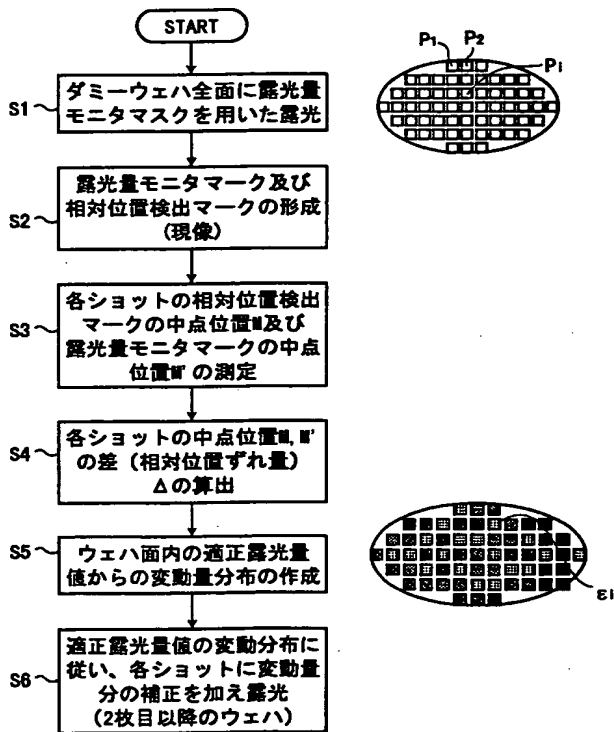 START
P1 P2
Pi
S1
ダミーウェハ全面に露光量
モニタマスクを用いた露光
S2
露光量モニタマーク及び
相対位置検出マークの形成
(現像)
S3
各ショットの相対位置検出
マークの中点位置M及び
露光量モニタマークの中点
位置M'の測定
S4
各ショットの中点位置M,M'
の差(相対位置ずれ量)
Δの算出
S5
ウェハ面内の適正露光量
値からの変動量分布の作成
εi
S6
適正露光量値の変動分布に
従い、各ショットに変動量
分の補正を加え露光
(2枚目以降のウェハ)